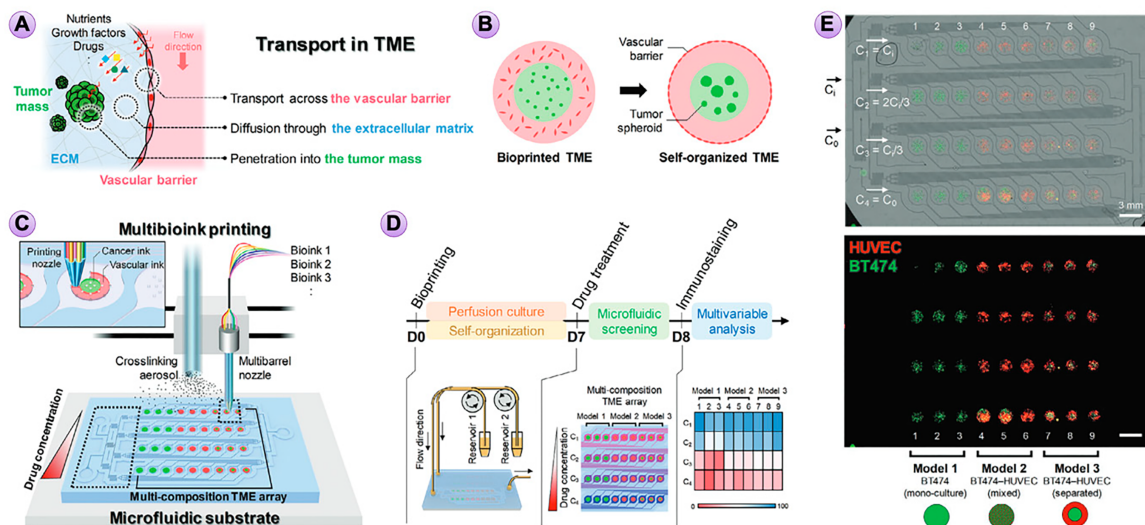 A
Nutrients
Growth factors
Drugs
:
Flow
direction
Tumor
mass
ECM
Vascular barrier
Transport in TME
Transport across the vascular barrier
Diffusion through the extracellular matrix
Penetration into the tumor mass
B
Vascular
barrier
Tumor
spheroid
Bioprinted TME
Self-organized TME
C
Multibioink printing
Printing
nozzle
Cancer ink
Vascular ink
Bioink 1
Bioink 2
Bioink 3
:
Crosslinking
aerosol
Multibarrel
nozzle
Drug concentration
Multi-composition TME array
Microfluidic substrate
D
Bioprinting
Drug treatment
Immunostaining
Perfusion culture
Self-organization
Microfluidic
screening
Multivariable
analysis
D0
D7
D8
Flow direction
Reservoir 1
Reservoir 2
Multi-composition
TME array
Model 1 Model 2 Model 3
Drug concentration
C₁
C₂
C₃
C₄
Model 1 Model 2 Model 3
1 2 3 4 5 6 7 8 9
C₁
C₂
C₃
C₄
0 100
E
1 2 3 4 5 6 7 8 9
C₁ = Cᵢ
Cᵢ
C₂ = 2Cᵢ/3
C₀
C₃ = Cᵢ/3
C₄ = C₀
3 mm
HUVEC
BT474
1 2 3 4 5 6 7 8 9
Model 1 Model 2 Model 3
BT474 BT474–HUVEC BT474–HUVEC
(mono-culture) (mixed) (separated)